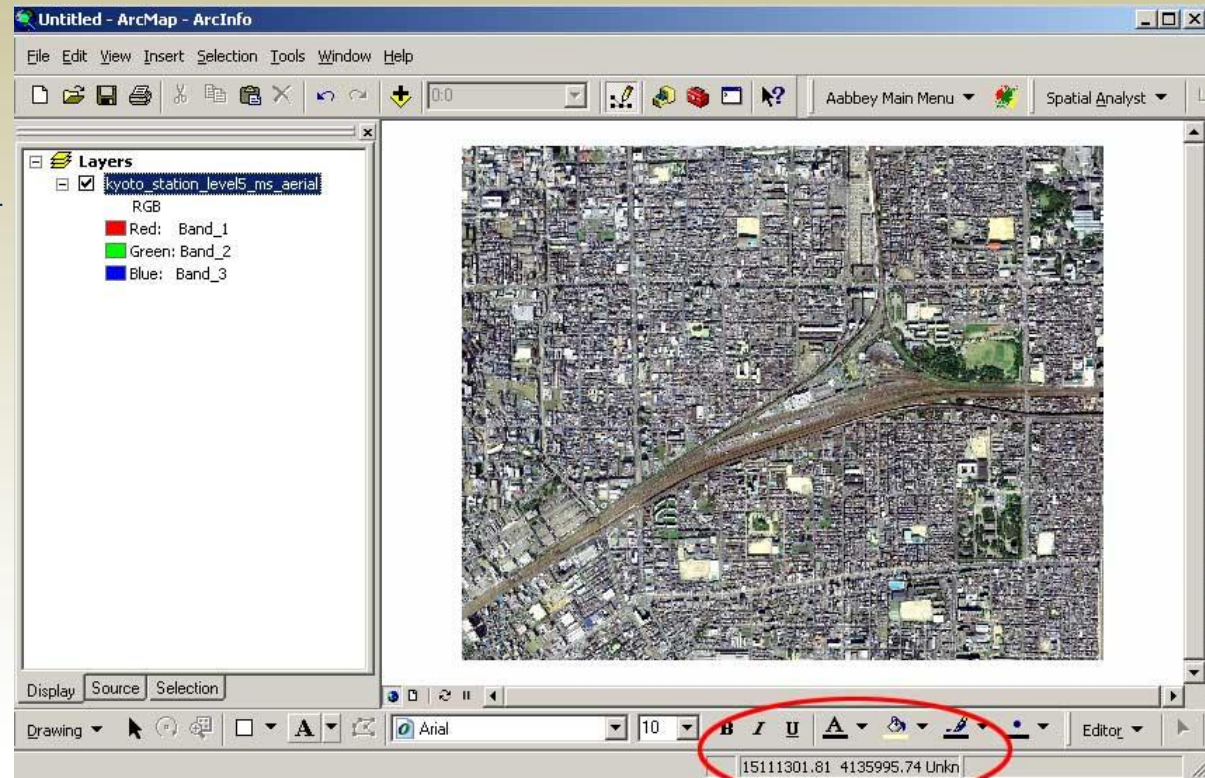 Untitled - ArcMap - ArcInfo
File Edit View Insert Selection Tools Window Help
0:0 Aabbey Main Menu Spatial Analyst
Layers
kyoto_station_level5_ms_aerial
RGB
Red: Band_1
Green: Band_2
Blue: Band_3
Display Source Selection
Drawing A Arial 10 B I U A Editor
15111301.81 4135995.74 Unkn